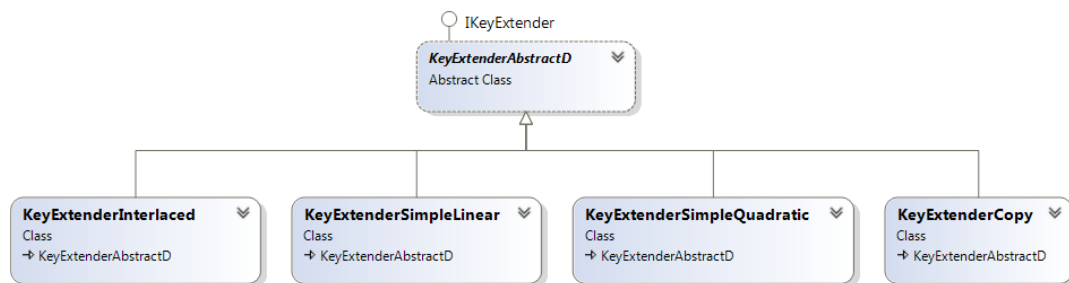 IKeyExtender
KeyExtenderAbstractD
Abstract Class
KeyExtenderInterlaced
Class
KeyExtenderAbstractD
KeyExtenderSimpleLinear
Class
KeyExtenderAbstractD
KeyExtenderSimpleQuadratic
Class
KeyExtenderAbstractD
KeyExtenderCopy
Class
KeyExtenderAbstractD